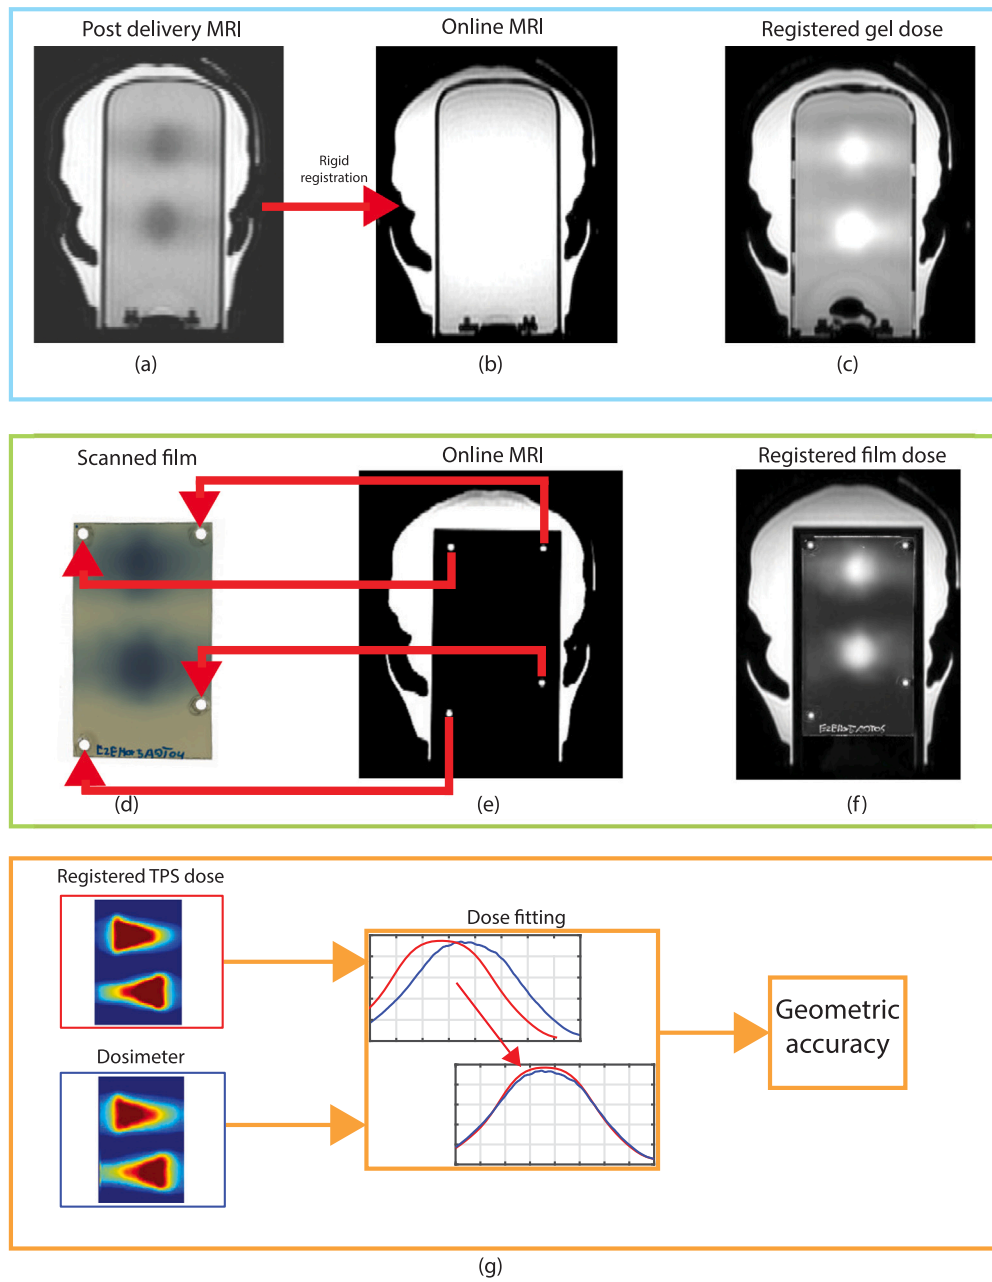 Post delivery MRI
Online MRI
Registered gel dose
Rigid
registration
(a)
(b)
(c)
Scanned film
Online MRI
Registered film dose
(d)
(e)
(f)
Registered TPS dose
Dose fitting
Geometric
accuracy
Dosimeter
(g)